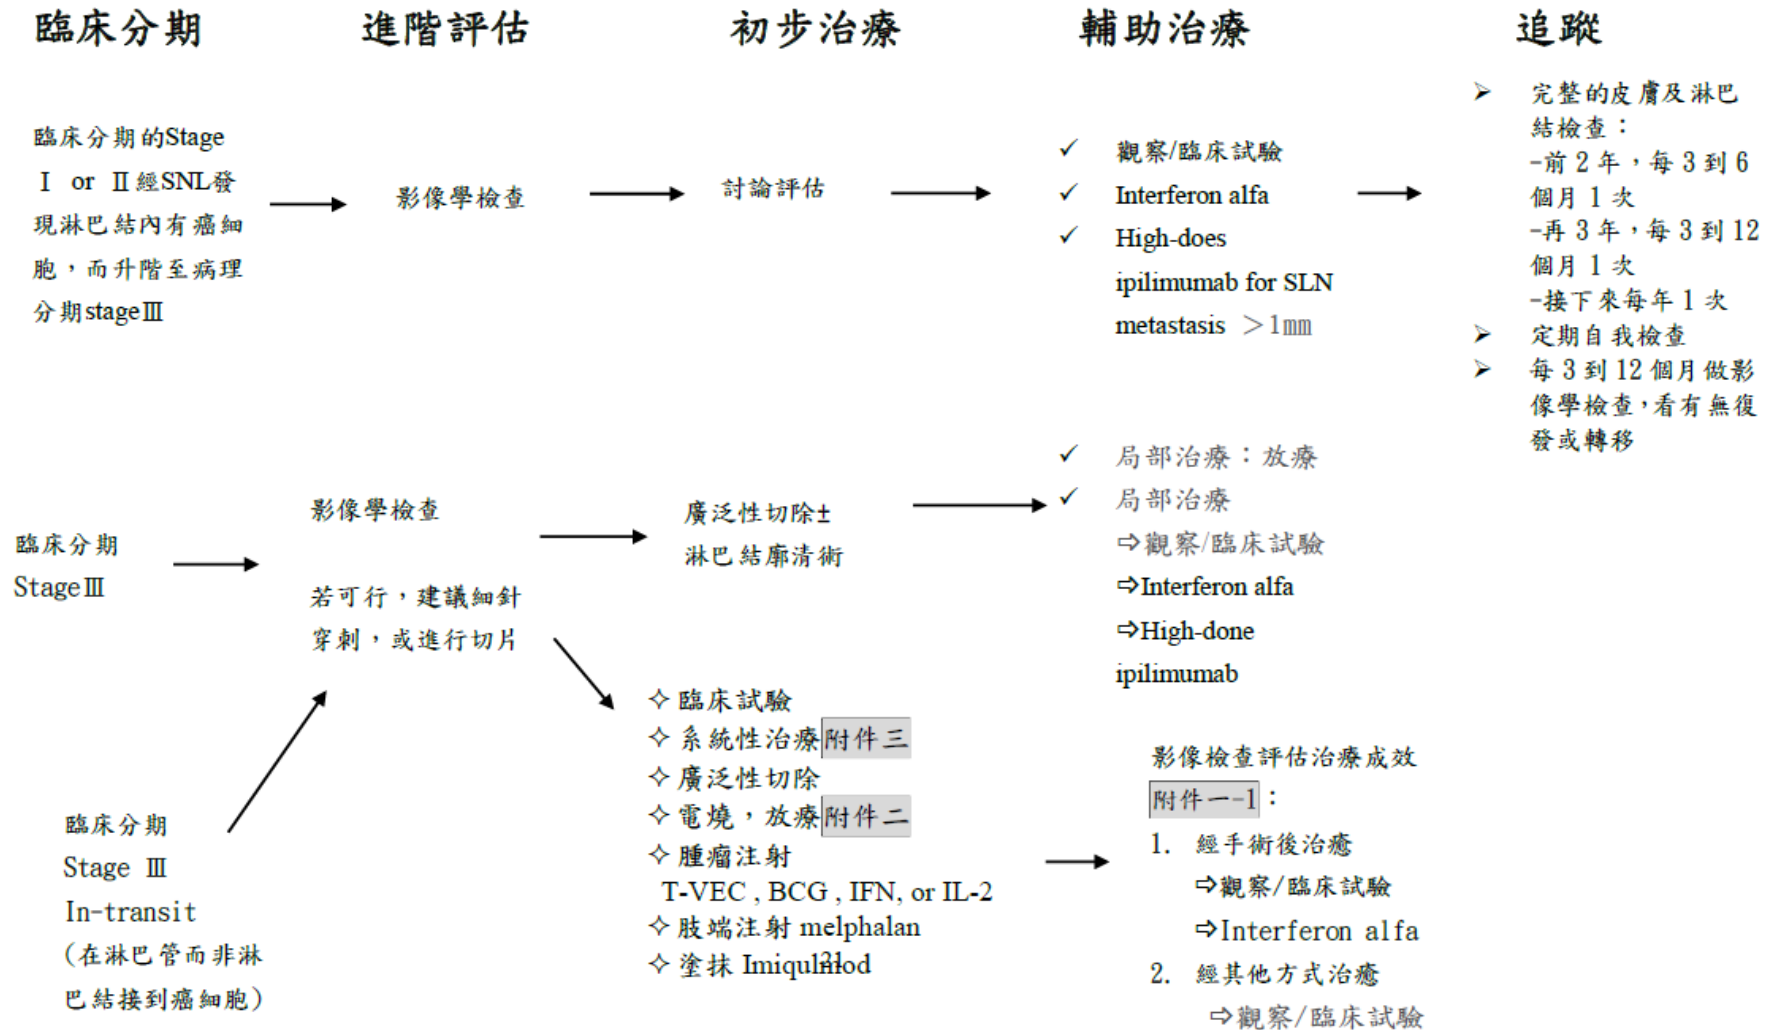 臨床分期
進階評估
初步治療
輔助治療
追蹤
臨床分期的Stage
Ⅰ or Ⅱ經SNL發
現淋巴結內有癌細
胞，而升階至病理
分期stageⅢ
影像學檢查
討論評估
✓ 觀察/臨床試驗
✓ Interferon alfa
✓ High-does
ipilimumab for SLN
metastasis ＞1㎜
➢ 完整的皮膚及淋巴
結檢查：
-前 2 年，每 3 到 6
個月 1 次
-再 3 年，每 3 到 12
個月 1 次
-接下來每年 1 次
➢ 定期自我檢查
➢ 每 3 到 12 個月做影
像學檢查，看有無復
發或轉移
臨床分期
StageⅢ
影像學檢查
若可行，建議細針
穿刺，或進行切片
廣泛性切除±
淋巴結廓清術
✓ 局部治療：放療
✓ 局部治療
⇨觀察/臨床試驗
⇨Interferon alfa
⇨High-done
ipilimumab
臨床分期
Stage Ⅲ
In-transit
(在淋巴管而非淋
巴結接到癌細胞)
✧ 臨床試驗
✧ 系統性治療附件三
✧ 廣泛性切除
✧ 電燒，放療附件二
✧ 腫瘤注射
T-VEC , BCG , IFN, or IL-2
✧ 肢端注射 melphalan
✧ 塗抹
21
影像檢查評估治療成效
附件一-1：
1. 經手術後治癒
⇨觀察/臨床試驗
⇨Interferon alfa
2. 經其他方式治癒
⇨觀察/臨床試驗